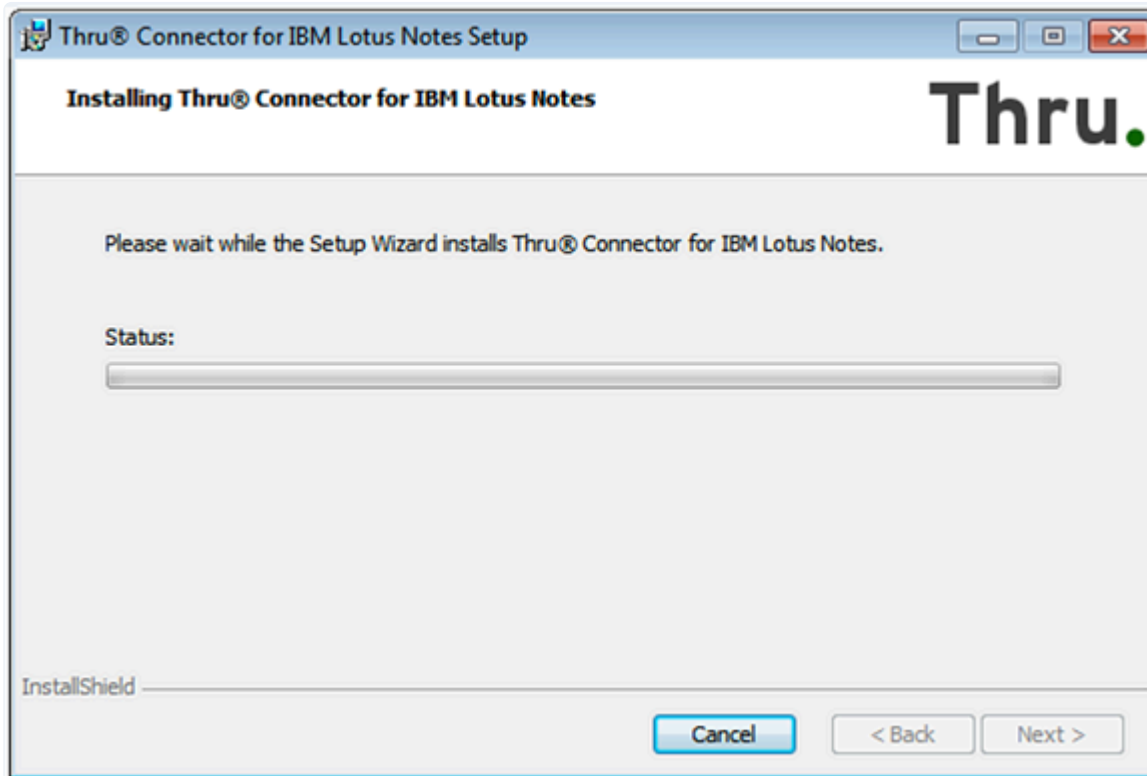 Thru® Connector for IBM Lotus Notes Setup
Installing Thru® Connector for IBM Lotus Notes
Thru.
Please wait while the Setup Wizard installs Thru® Connector for IBM Lotus Notes.
Status:
InstallShield
Cancel
< Back
Next >